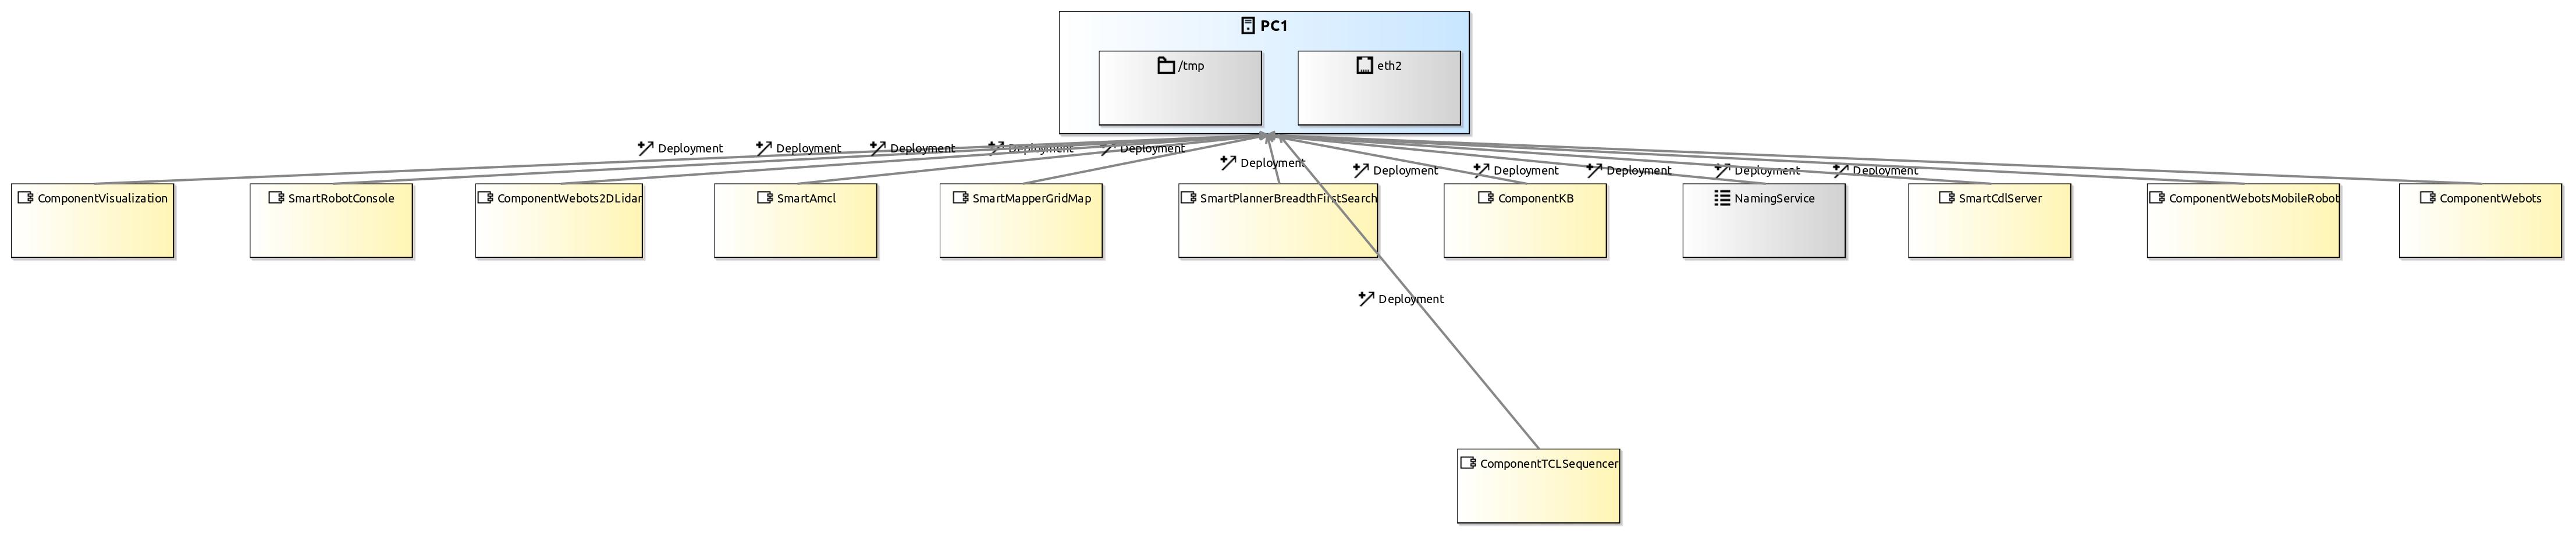 PC1
/tmp
eth2
Deployment
Deployment
Deployment
Deployment
Deployment
Deployment
Deployment
Deployment
Deployment
Deployment
Deployment
ComponentVisualization
SmartRobotConsole
ComponentWebots2DLidar
SmartAmcl
SmartMapperGridMap
SmartPlannerBreadthFirstSearch
ComponentKB
NamingService
SmartCdlServer
ComponentWebotsMobileRobot
ComponentWebots
Deployment
ComponentTCLSequencer